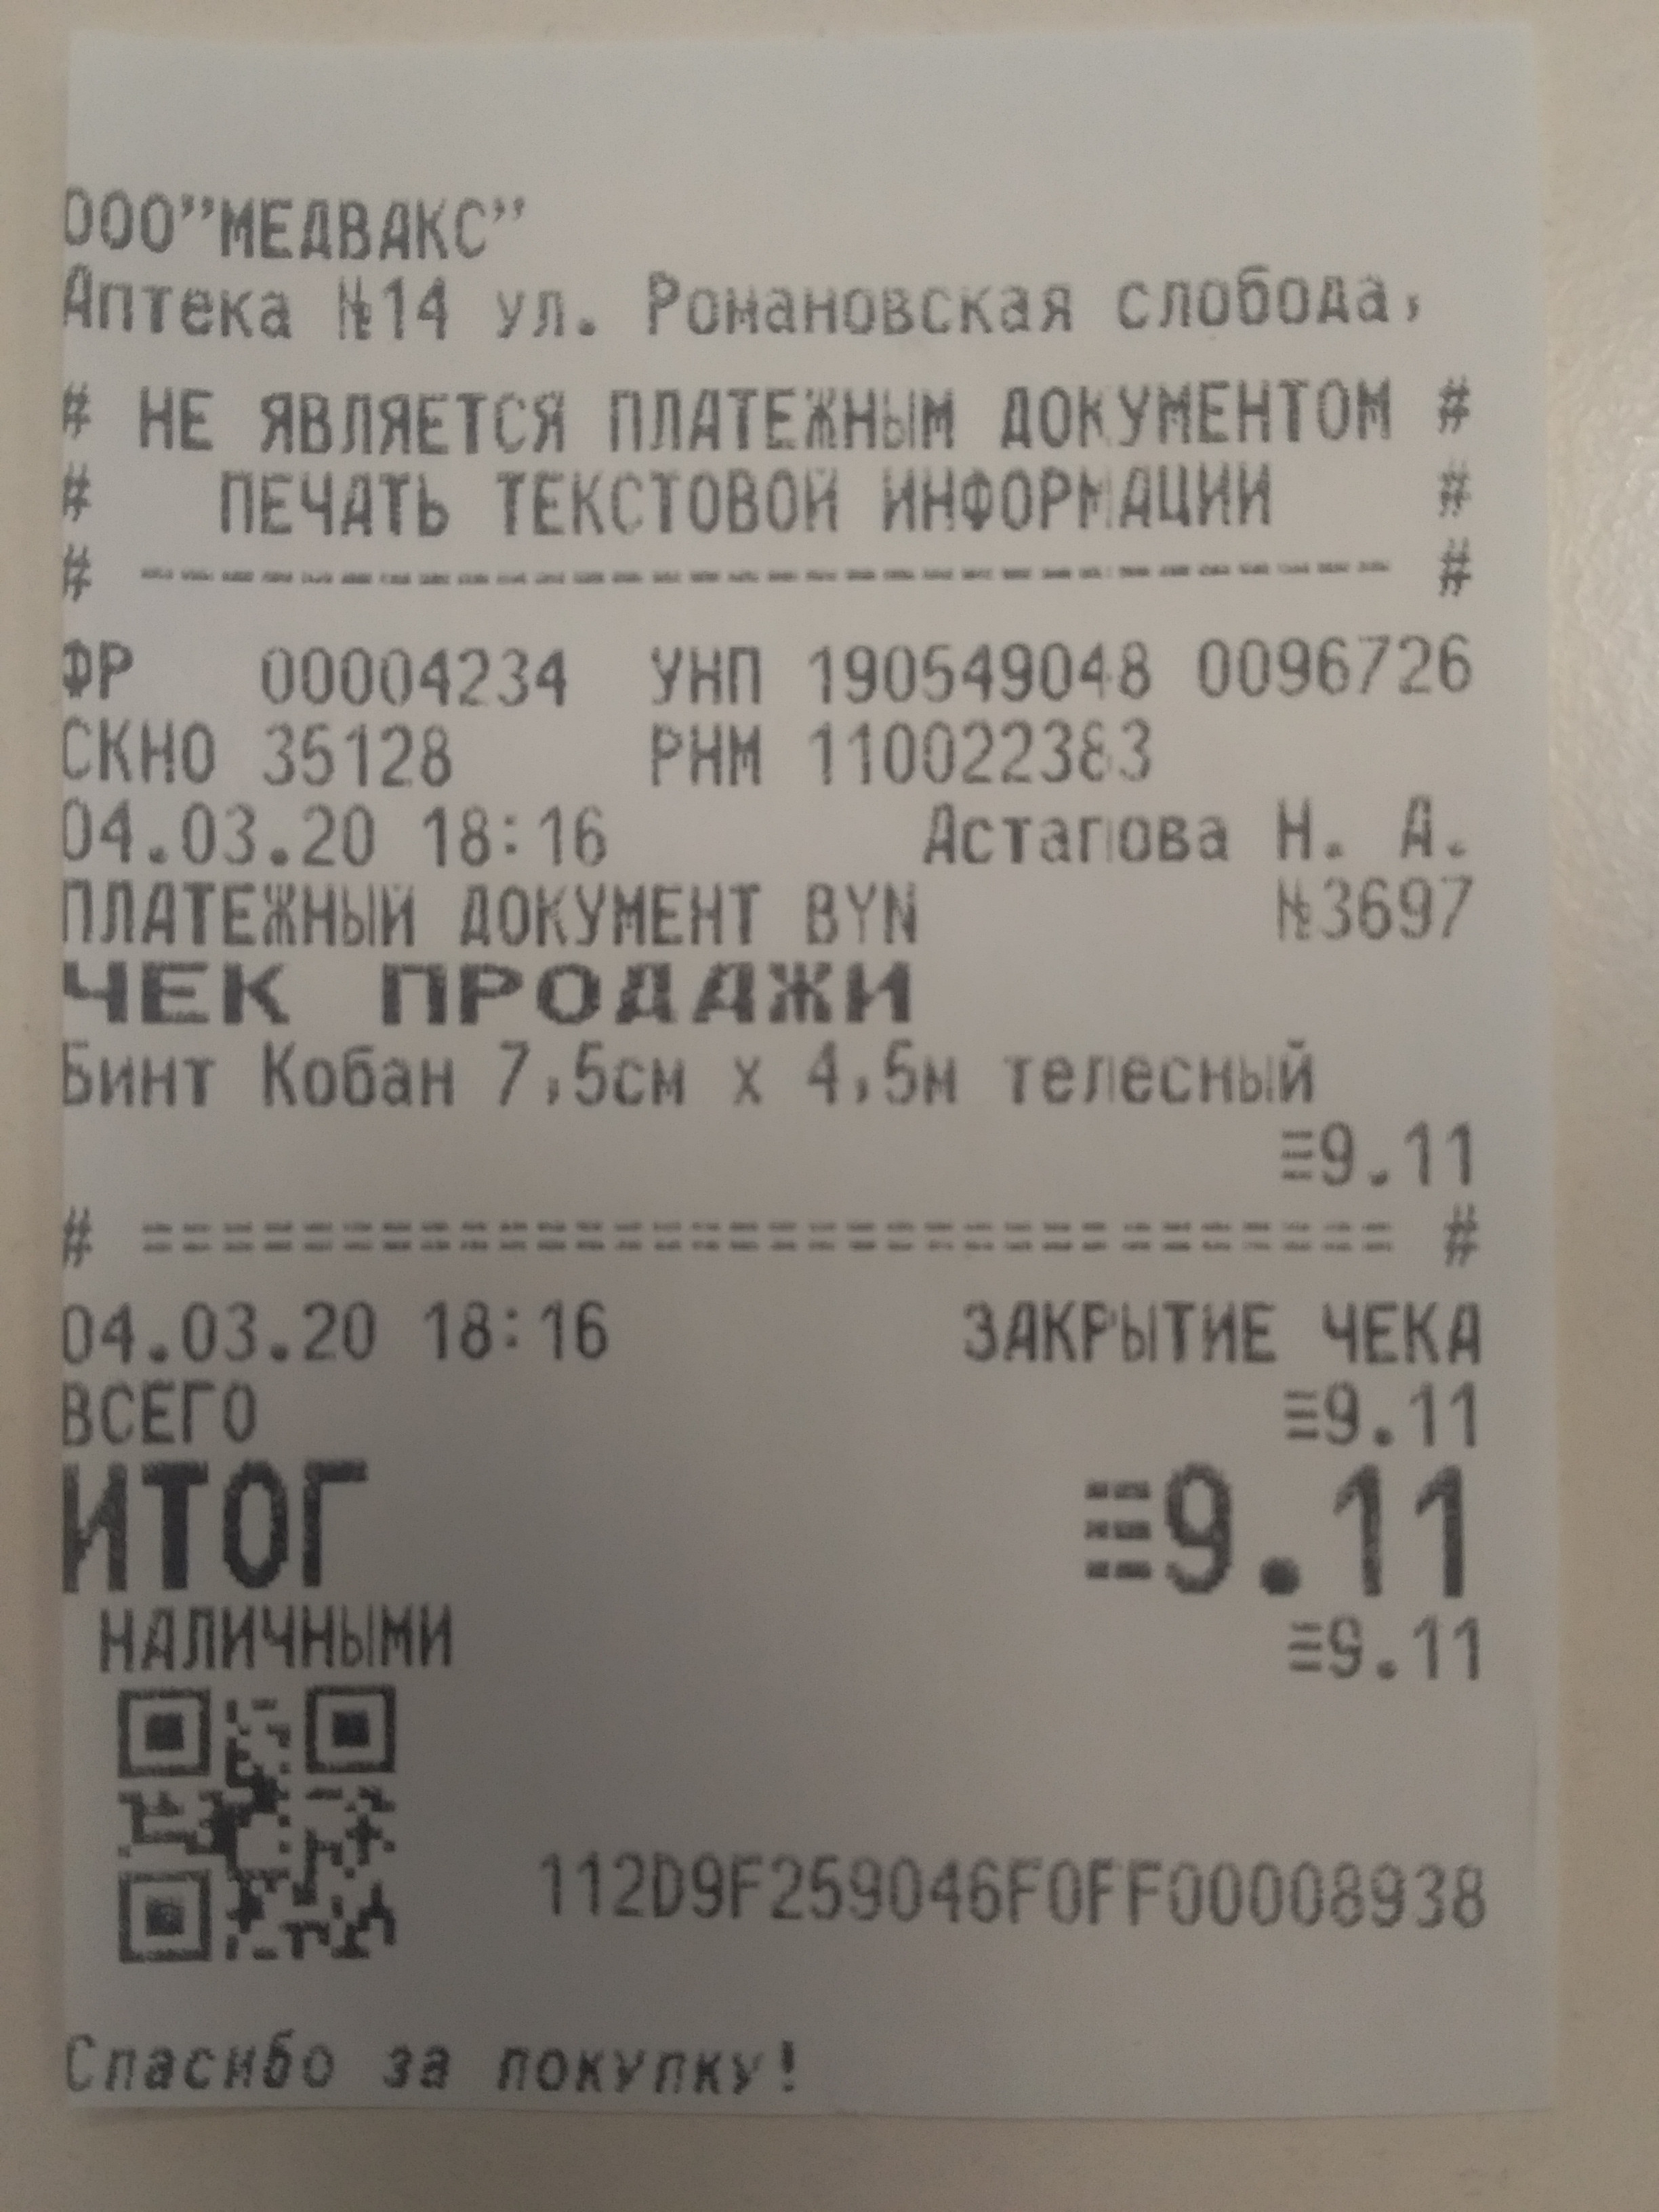 ООО"МЕДВАКС"
Аптека №14 ул. Романовская слобода,
# НЕ ЯВЛЯЕТСЯ ПЛАТЕЖНЫМ ДОКУМЕНТОМ #
# ПЕЧАТЬ ТЕКСТОВОЙ ИНФОРМАЦИИ #
# -------------------------------- #
ФР 00004234 УНП 190549048 0096726
СКНО 35128 РНМ 110022383
04.03.20 18:16 Астапова Н. А.
ПЛАТЕЖНЫЙ ДОКУМЕНТ BYN №3697
ЧЕК ПРОДАЖИ
Бинт Кобан 7,5см х 4,5м телесный
≡9.11
# ================================ #
04.03.20 18:16 ЗАКРЫТИЕ ЧЕКА
ВСЕГО ≡9.11
ИТОГ ≡9.11
НАЛИЧНЫМИ ≡9.11
112D9F259046F0FF00008938
Спасибо за покупку!